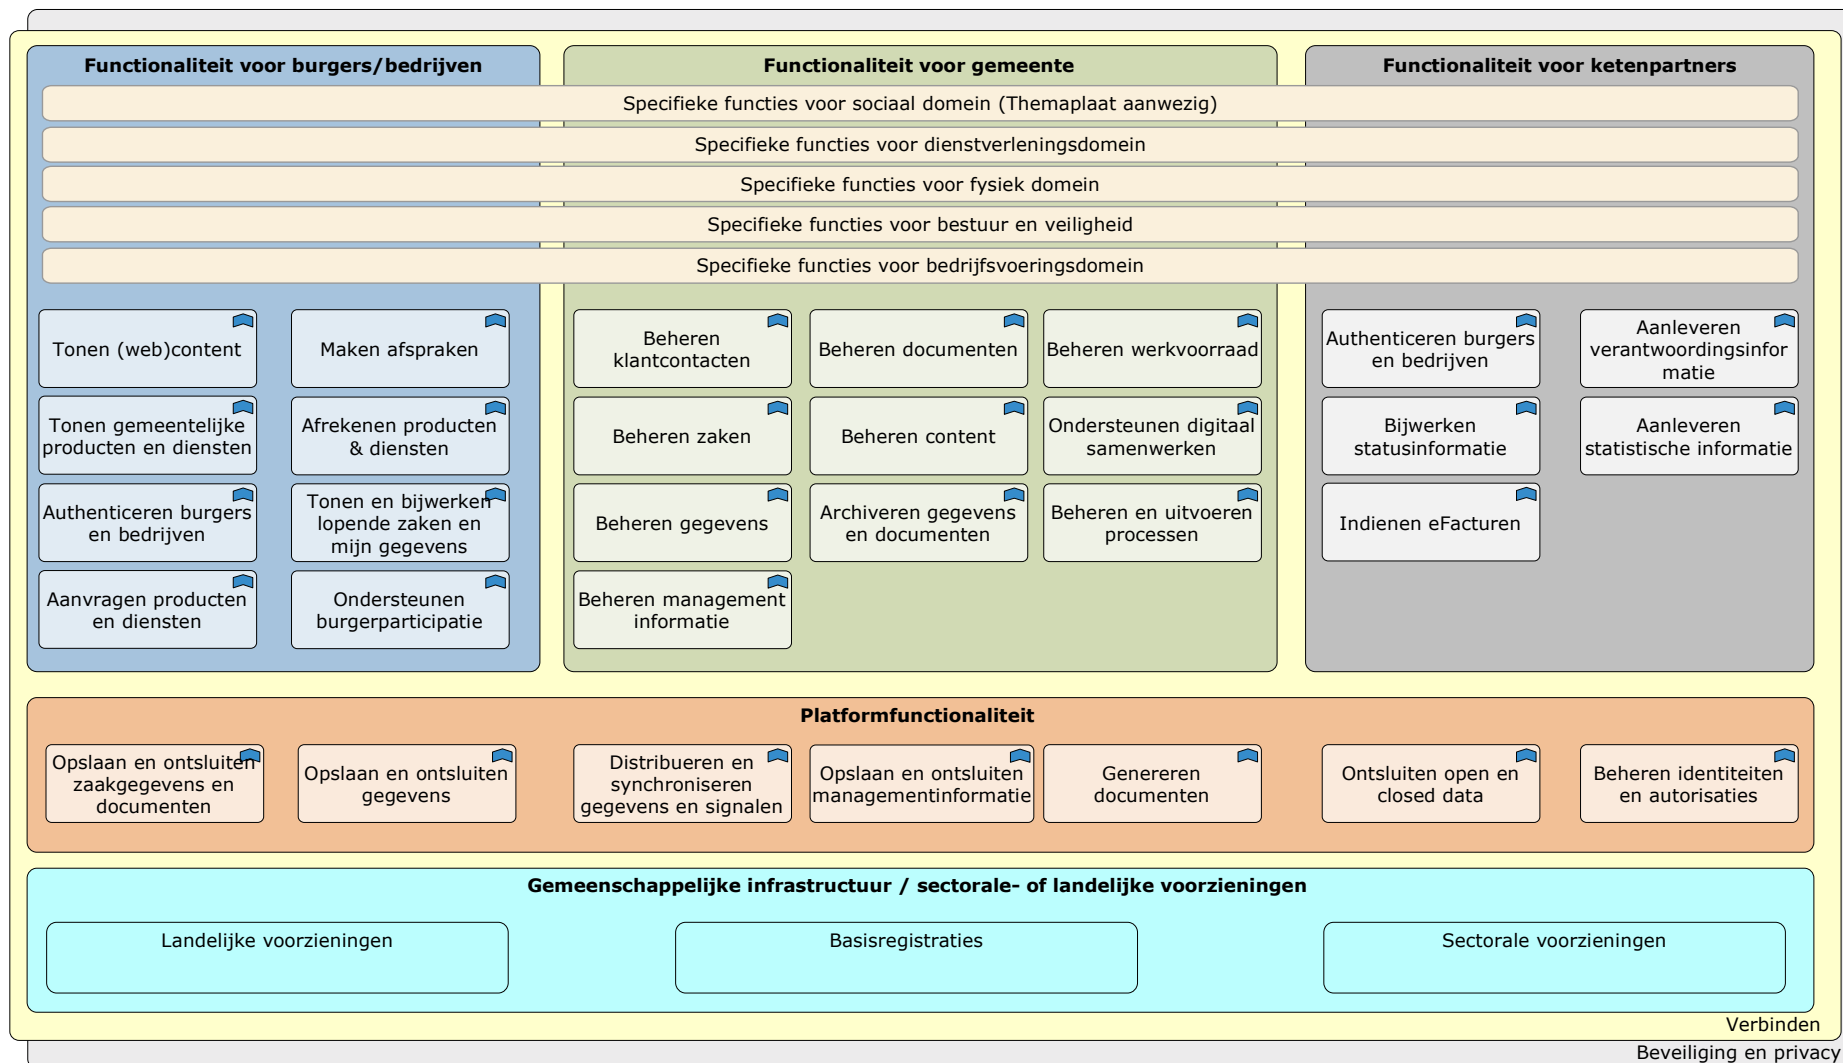 Functionaliteit voor burgers/bedrijven
Functionaliteit voor gemeente
Functionaliteit voor ketenpartners
Specifieke functies voor sociaal domein (Themaplaat aanwezig)
Specifieke functies voor dienstverleningsdomein
Specifieke functies voor fysiek domein
Specifieke functies voor bestuur en veiligheid
Specifieke functies voor bedrijfsvoeringsdomein
Tonen (web)content
Maken afspraken
Tonen gemeentelijke
producten en diensten
Afrekenen producten
& diensten
Authenticeren burgers
en bedrijven
Tonen en bijwerken
lopende zaken en
mijn gegevens
Aanvragen producten
en diensten
Ondersteunen
burgerparticipatie
Beheren
klantcontacten
Beheren documenten
Beheren werkvoorraad
Beheren zaken
Beheren content
Ondersteunen digitaal
samenwerken
Beheren gegevens
Archiveren gegevens
en documenten
Beheren en uitvoeren
processen
Beheren management
informatie
Authenticeren burgers
en bedrijven
Aanleveren
verantwoordingsinfor
matie
Bijwerken
statusinformatie
Aanleveren
statistische informatie
Indienen eFacturen
Platformfunctionaliteit
Opslaan en ontsluiten
zaakgegevens en
documenten
Opslaan en ontsluiten
gegevens
Distribueren en
synchroniseren
gegevens en signalen
Opslaan en ontsluiten
managementinformatie
Genereren
documenten
Ontsluiten open en
closed data
Beheren identiteiten
en autorisaties
Gemeenschappelijke infrastructuur / sectorale- of landelijke voorzieningen
Landelijke voorzieningen
Basisregistraties
Sectorale voorzieningen
Verbinden
Beveiliging en privacy